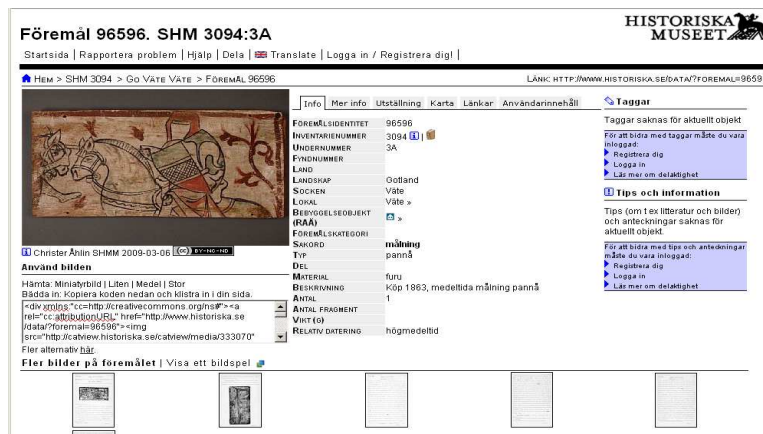 Föremål 96596. SHM 3094:3A
HISTORISKA
MUSEET
Startsida | Rapportera problem | Hjälp | Dela | Translate | Logga in / Registrera dig! |
HEM > SHM 3094 > GO VÄTE VÄTE > FÖREMÅL 96596
LÄNK: HTTP://WWW.HISTORISKA.SE/DATA/?FOREMAL=9659
Info Mer info Utställning Karta Länkar Användarinnehåll
FÖREMÅLSIDENTITET 96596
INVENTARIENUMMER 3094 |
UNDERNUMMER 3A
FYNDNUMMER
LAND
LANDSKAP Gotland
SOCKEN Väte
LOKAL Väte »
BEBYGGELSEOBJEKT »
(RAÄ)
FÖREMÅLSKATEGORI
SAKORD målning
TYP pannå
DEL
MATERIAL furu
BESKRIVNING Köp 1863, medeltida målning pannå
ANTAL 1
ANTAL FRAGMENT
VIKT (G)
RELATIV DATERING högmedeltid
Taggar
Taggar saknas för aktuellt objekt
För att bidra med taggar måste du vara
inloggad:
Registrera dig
Logga in
Läs mer om delaktighet
Tips och information
Tips (om t ex litteratur och bilder)
och anteckningar saknas för
aktuellt objekt.
För att bidra med tips och anteckningar
måste du vara inloggad:
Registrera dig
Logga in
Läs mer om delaktighet
Christer Åhlin SHMM 2009-03-06 (cc) BY-NC-ND
Använd bilden
Hämta: Miniatyrbild | Liten | Medel | Stor
Bädda in: Kopiera koden nedan och klistra in i din sida.
<div xmlns:"cc=http://creativecommons.org/ns#"><a
rel="cc:attributionURL" href="http://www.historiska.se
/data/?foremal=96596"><img
src="http://catview.historiska.se/catview/media/333070"
Fler alternativ här.
Fler bilder på föremålet | Visa ett bildspel